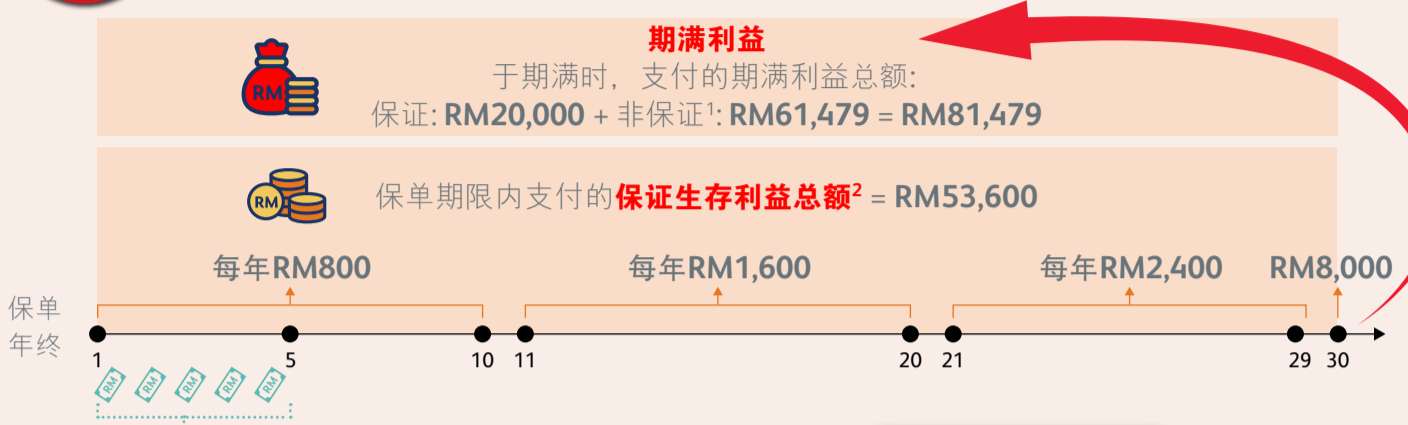 期满利益
于期满时，支付的期满利益总额:
RM
保证: RM20,000 + 非保证¹: RM61,479 = RM81,479
RM
保单期限内支付的保证生存利益总额² = RM53,600
每年RM800 每年RM1,600 每年RM2,400 RM8,000
保单
年终
1 5 10 11 20 21 29 30
RM RM RM RM RM